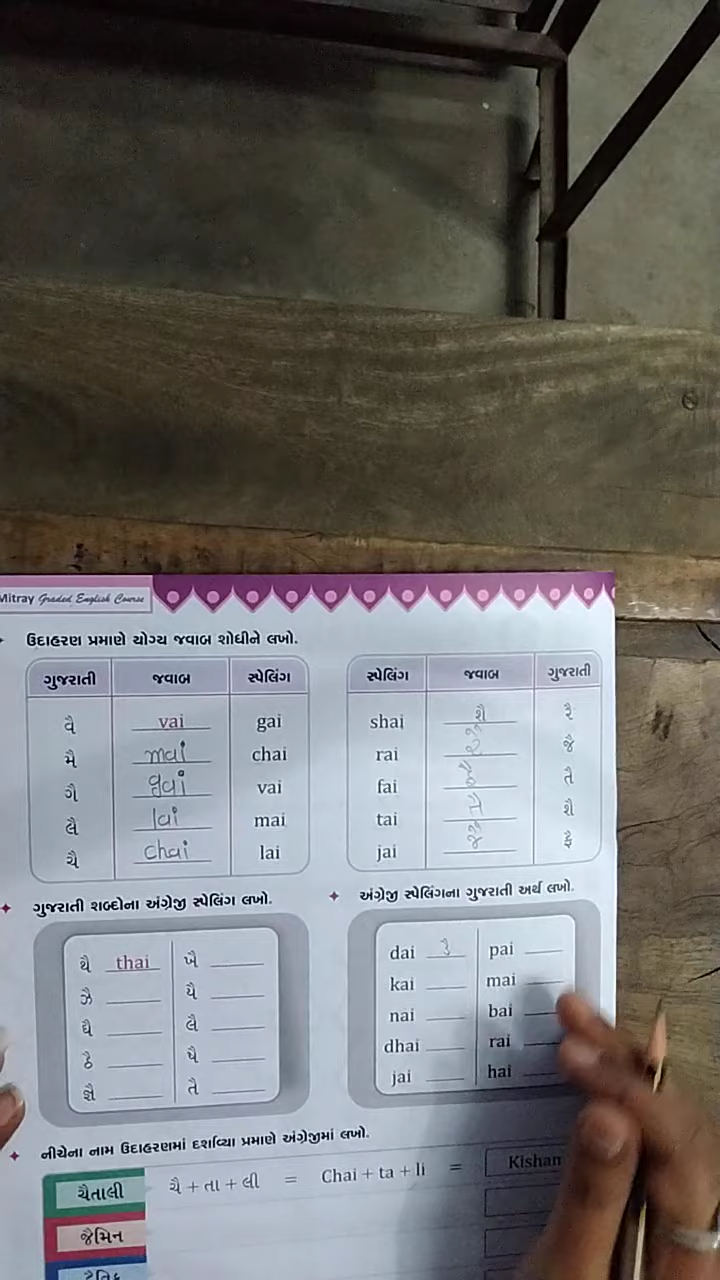 Mitray Graded English Course
ઉદાહરણ પ્રમાણે યોગ્ય જવાબ શોધીને લખો.
ગુજરાતી જવાબ સ્પેલિંગ
વૈ vai gai
મૈ mai chai
ગૈ gai vai
લૈ lai mai
ચૈ chai lai
સ્પેલિંગ જવાબ ગુજરાતી
shai શૈ રૈ
rai રૈ જૈ
fai ફૈ તૈ
tai તૈ શૈ
jai જૈ ફૈ
ગુજરાતી શબ્દોના અંગ્રેજી સ્પેલિંગ લખો.
થૈ thai ખૈ
ઝૈ યૈ
ઘૈ લૈ
ઠૈ ષૈ
જ્ઞૈ તૈ
અંગ્રેજી સ્પેલિંગના ગુજરાતી અર્થ લખો.
dai દૈ pai
kai mai
nai bai
dhai rai
jai hai
નીચેના નામ ઉદાહરણમાં દર્શાવ્યા પ્રમાણે અંગ્રેજીમાં લખો.
ચૈતાલી ચૈ + તા + લી = Chai + ta + li = Kishan
જૈમિન